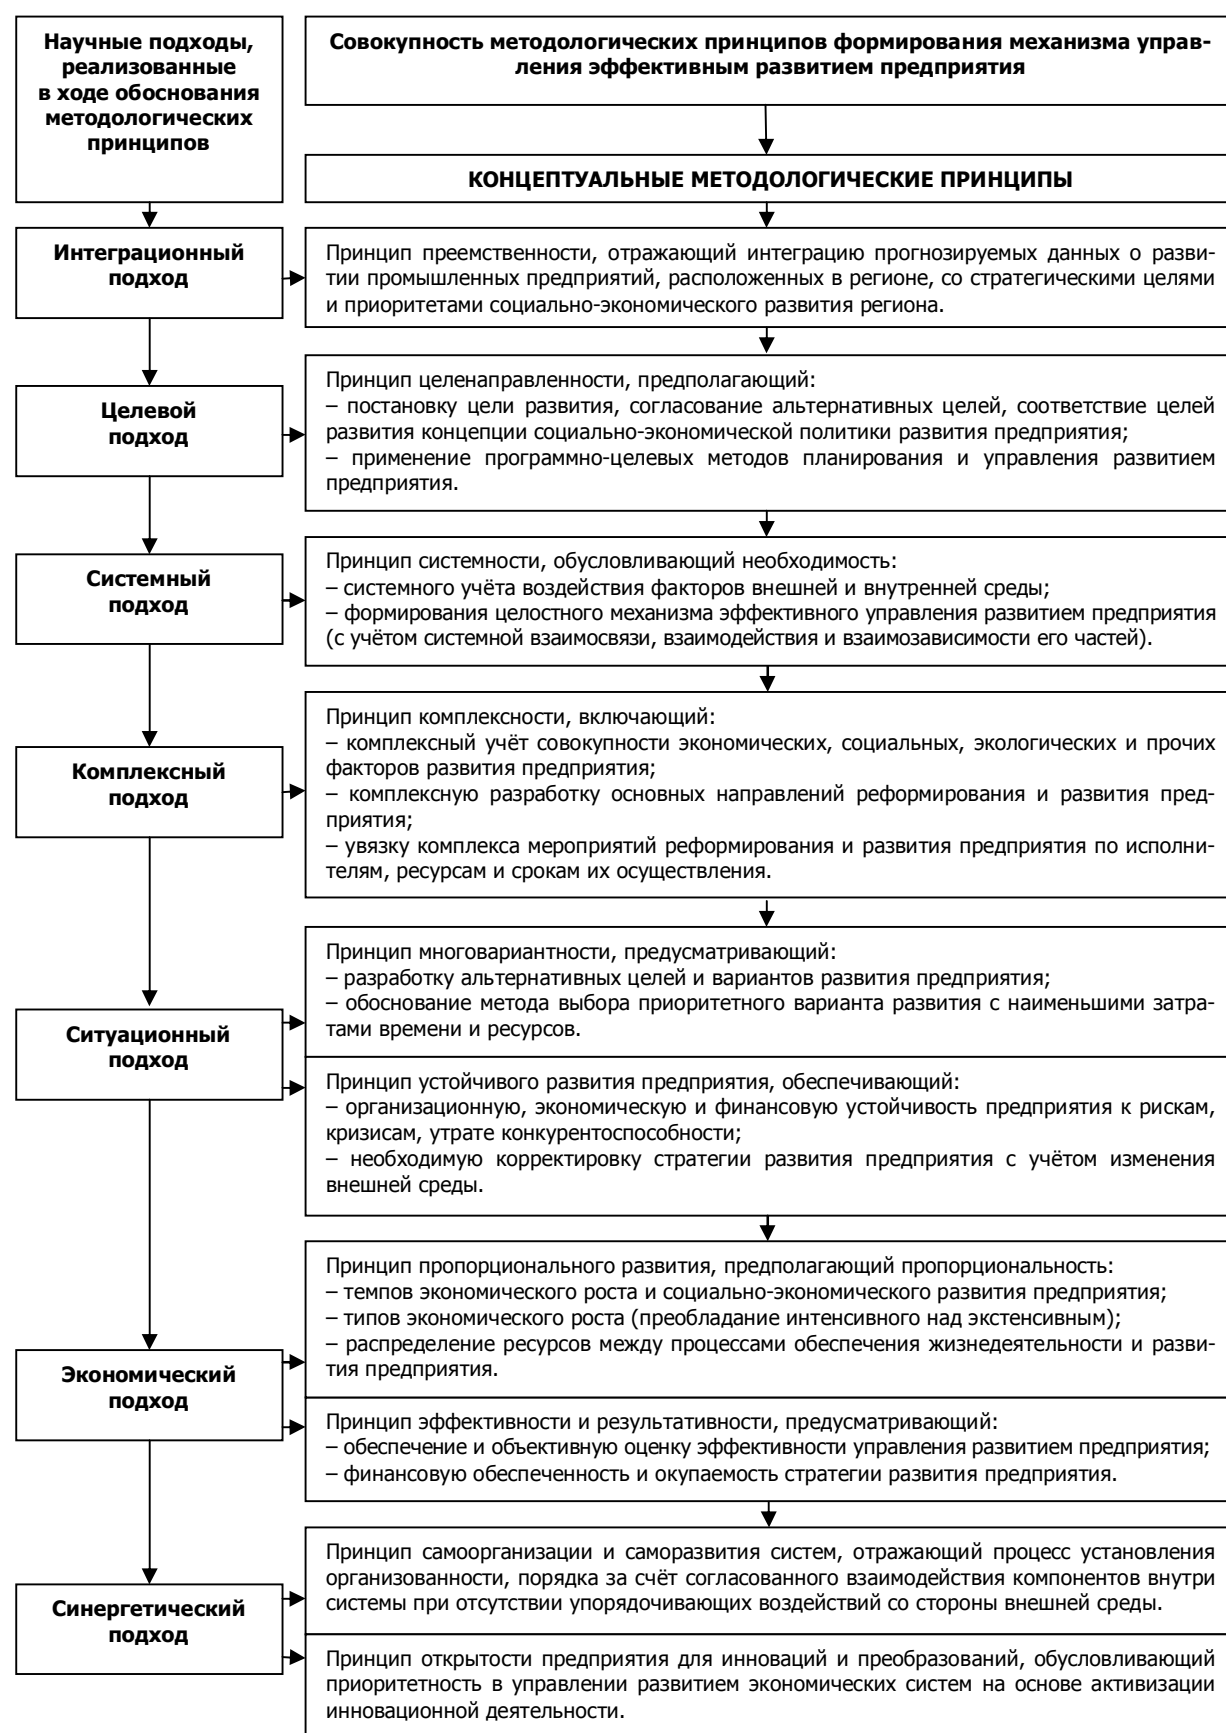 Научные подходы,
реализованные
в ходе обоснования
методологических
принципов
Совокупность методологических принципов формирования механизма управ-
ления эффективным развитием предприятия
КОНЦЕПТУАЛЬНЫЕ МЕТОДОЛОГИЧЕСКИЕ ПРИНЦИПЫ
Интеграционный
подход
Принцип преемственности, отражающий интеграцию прогнозируемых данных о разви-
тии промышленных предприятий, расположенных в регионе, со стратегическими целями
и приоритетами социально-экономического развития региона.
Целевой
подход
Принцип целенаправленности, предполагающий:
– постановку цели развития, согласование альтернативных целей, соответствие целей
развития концепции социально-экономической политики развития предприятия;
– применение программно-целевых методов планирования и управления развитием
предприятия.
Системный
подход
Принцип системности, обусловливающий необходимость:
– системного учёта воздействия факторов внешней и внутренней среды;
– формирования целостного механизма эффективного управления развитием предприятия
(с учётом системной взаимосвязи, взаимодействия и взаимозависимости его частей).
Комплексный
подход
Принцип комплексности, включающий:
– комплексный учёт совокупности экономических, социальных, экологических и прочих
факторов развития предприятия;
– комплексную разработку основных направлений реформирования и развития пред-
приятия;
– увязку комплекса мероприятий реформирования и развития предприятия по исполни-
телям, ресурсам и срокам их осуществления.
Ситуационный
подход
Принцип многовариантности, предусматривающий:
– разработку альтернативных целей и вариантов развития предприятия;
– обоснование метода выбора приоритетного варианта развития с наименьшими затра-
тами времени и ресурсов.
Принцип устойчивого развития предприятия, обеспечивающий:
– организационную, экономическую и финансовую устойчивость предприятия к рискам,
кризисам, утрате конкурентоспособности;
– необходимую корректировку стратегии развития предприятия с учётом изменения
внешней среды.
Экономический
подход
Принцип пропорционального развития, предполагающий пропорциональность:
– темпов экономического роста и социально-экономического развития предприятия;
– типов экономического роста (преобладание интенсивного над экстенсивным);
– распределение ресурсов между процессами обеспечения жизнедеятельности и разви-
тия предприятия.
Принцип эффективности и результативности, предусматривающий:
– обеспечение и объективную оценку эффективности управления развитием предприятия;
– финансовую обеспеченность и окупаемость стратегии развития предприятия.
Синергетический
подход
Принцип самоорганизации и саморазвития систем, отражающий процесс установления
организованности, порядка за счёт согласованного взаимодействия компонентов внутри
системы при отсутствии упорядочивающих воздействий со стороны внешней среды.
Принцип открытости предприятия для инноваций и преобразований, обусловливающий
приоритетность в управлении развитием экономических систем на основе активизации
инновационной деятельности.